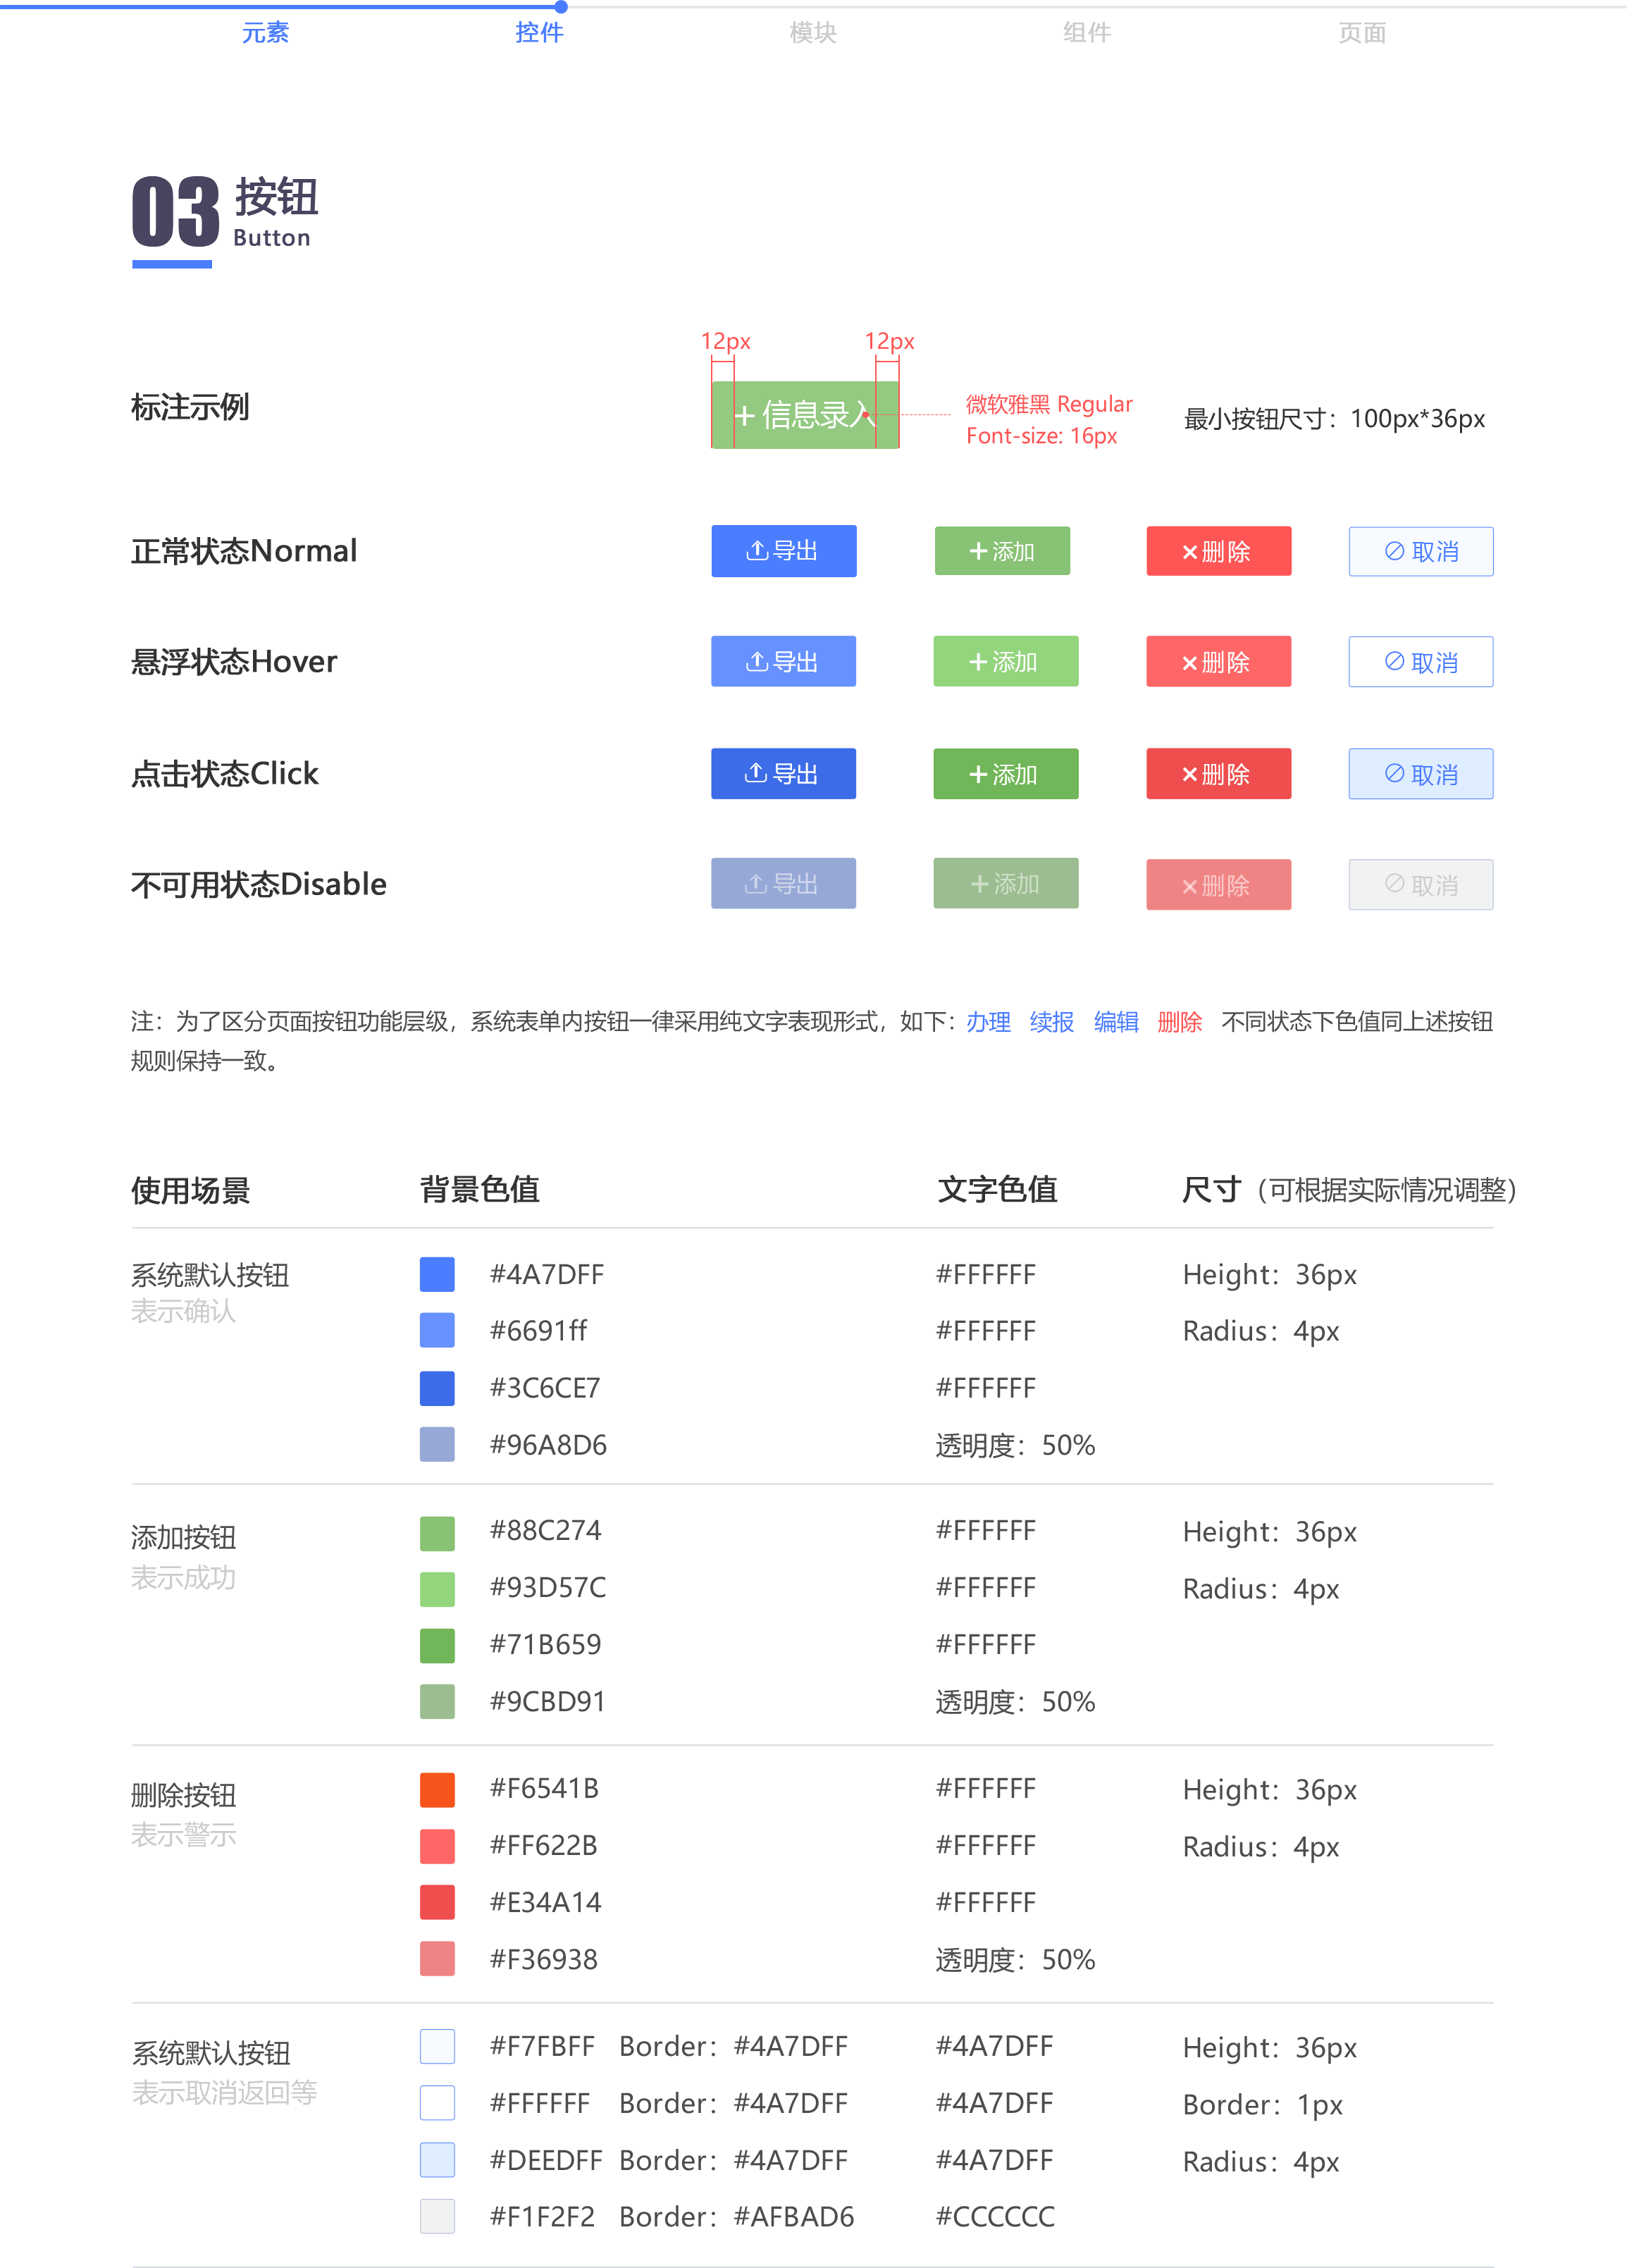 元素 控件 模块 组件 页面
03 按钮
Button
12px 12px
标注示例 +信息录入 微软雅黑 Regular 最小按钮尺寸：100px*36px
Font-size: 16px
正常状态Normal 导出 +添加 ×删除 取消
悬浮状态Hover 导出 +添加 ×删除 取消
点击状态Click 导出 +添加 ×删除 取消
不可用状态Disable 导出 +添加 ×删除 取消
注：为了区分页面按钮功能层级，系统表单内按钮一律采用纯文字表现形式，如下：办理 续报 编辑 删除 不同状态下色值同上述按钮
规则保持一致。
使用场景 背景色值 文字色值 尺寸（可根据实际情况调整）
系统默认按钮 #4A7DFF #FFFFFF Height：36px
表示确认
#6691ff #FFFFFF Radius：4px
#3C6CE7 #FFFFFF
#96A8D6 透明度：50%
添加按钮 #88C274 #FFFFFF Height：36px
表示成功 #93D57C #FFFFFF Radius：4px
#71B659 #FFFFFF
#9CBD91 透明度：50%
删除按钮 #F6541B #FFFFFF Height：36px
表示警示 #FF622B #FFFFFF Radius：4px
#E34A14 #FFFFFF
#F36938 透明度：50%
系统默认按钮 #F7FBFF Border：#4A7DFF #4A7DFF Height：36px
表示取消返回等 #FFFFFF Border：#4A7DFF #4A7DFF Border：1px
#DEEDFF Border：#4A7DFF #4A7DFF Radius：4px
#F1F2F2 Border：#AFBAD6 #CCCCCC